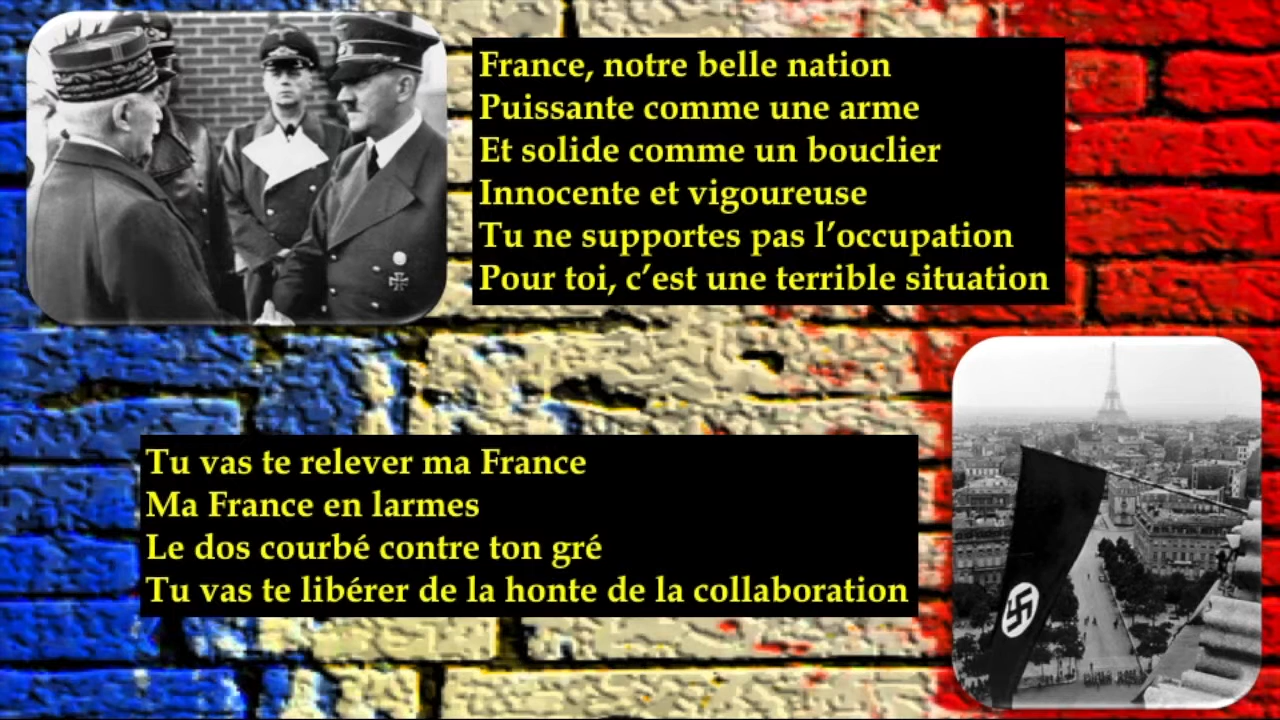 France, notre belle nation
Puissante comme une arme
Et solide comme un bouclier
Innocente et vigoureuse
Tu ne supportes pas l’occupation
Pour toi, c’est une terrible situation
Tu vas te relever ma France
Ma France en larmes
Le dos courbé contre ton gré
Tu vas te libérer de la honte de la collaboration